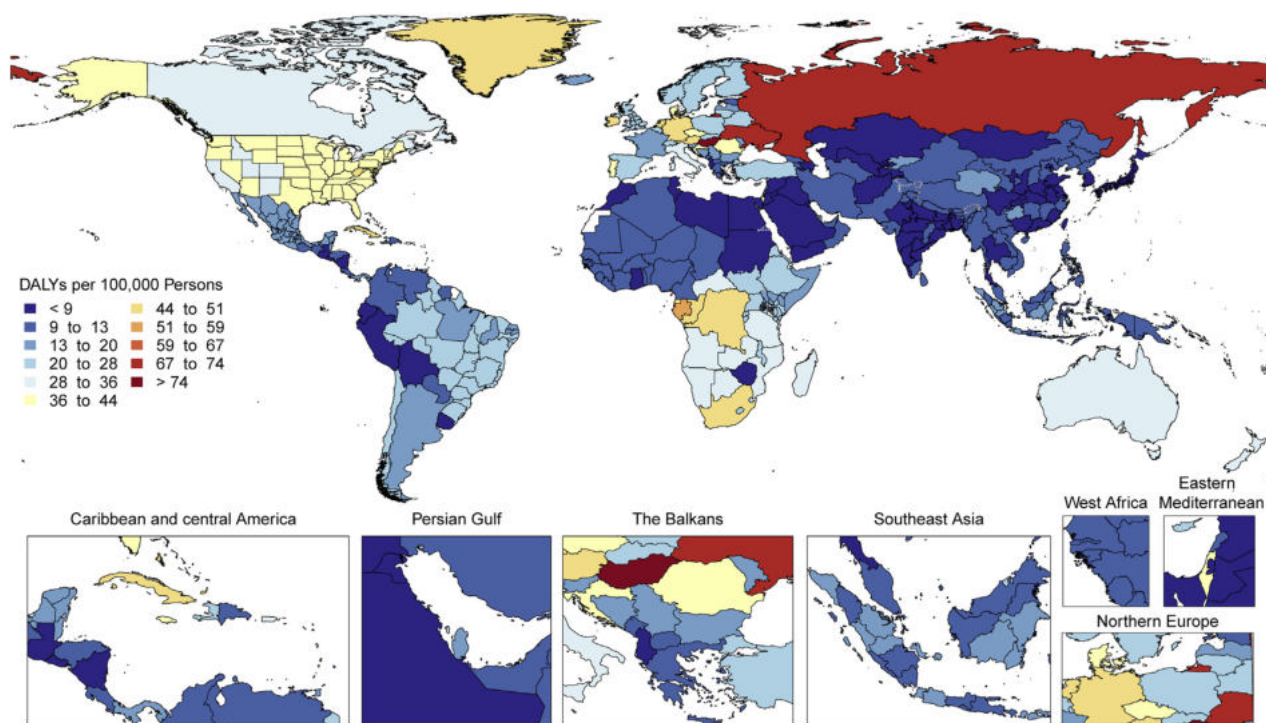 DALYs per 100,000 Persons
< 9
9 to 13
13 to 20
20 to 28
28 to 36
36 to 44
44 to 51
51 to 59
59 to 67
67 to 74
> 74
Caribbean and central America
Persian Gulf
The Balkans
Southeast Asia
West Africa
Eastern
Mediterranean
Northern Europe